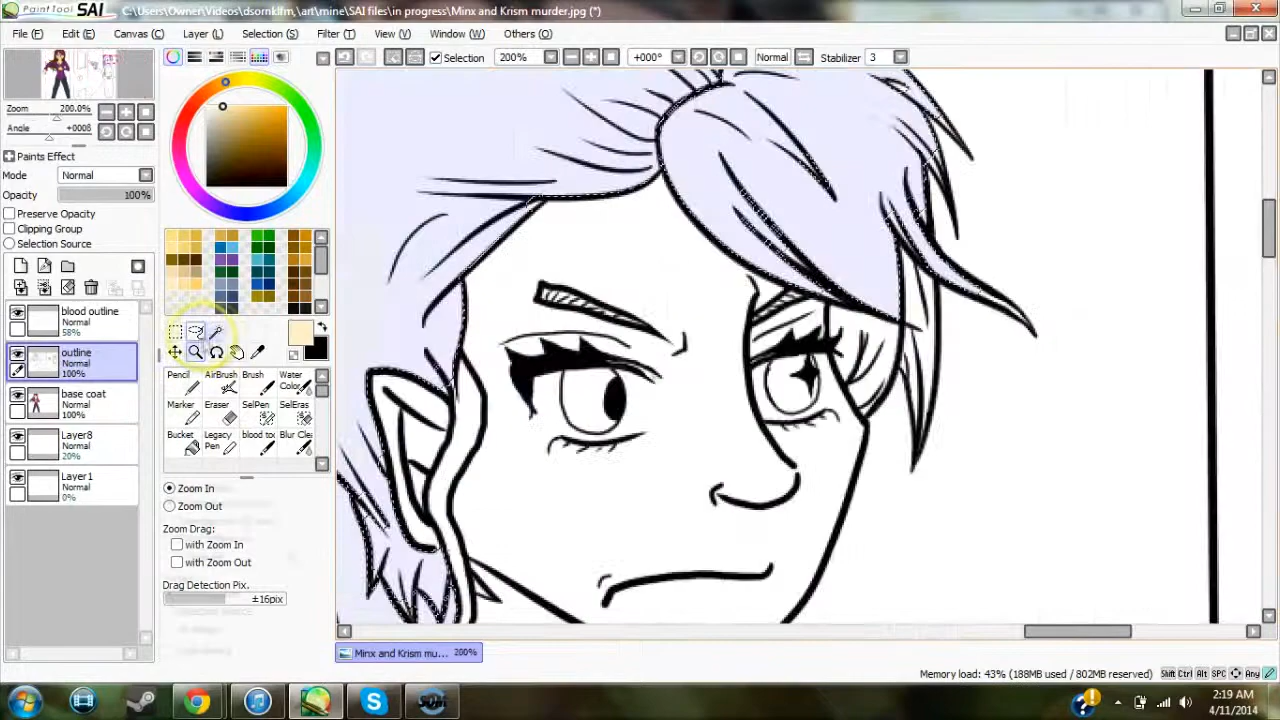 PaintTool SAI C:\Users\Owner\Videos\dsornklfm,\art\mine\SAI files\in progress\Minx and Krism murder.jpg (*)
File (F) Edit (E) Canvas (C) Layer (L) Selection (S) Filter (T) View (V) Window (W) Others (O)
Selection 200% +000° Normal Stabilizer 3
Zoom 200.0%
Angle +000ß
Paints Effect
Mode Normal
Opacity 100%
Preserve Opacity
Clipping Group
Selection Source
blood outline
Normal
58%
outline
Normal
100%
base coat
Normal
100%
Layer8
Normal
20%
Layer1
Normal
0%
Pencil AirBrush Brush Water Color
Marker Eraser SelPen SelEras
Bucket Legacy Pen blood to Blur Clea
Zoom In
Zoom Out
Zoom Drag:
with Zoom In
with Zoom Out
Drag Detection Pix.
±16pix
Minx and Krism mu... 200%
Memory load: 43% (188MB used / 802MB reserved) Shift Ctrl Alt SPC Any
2:19 AM
4/11/2014